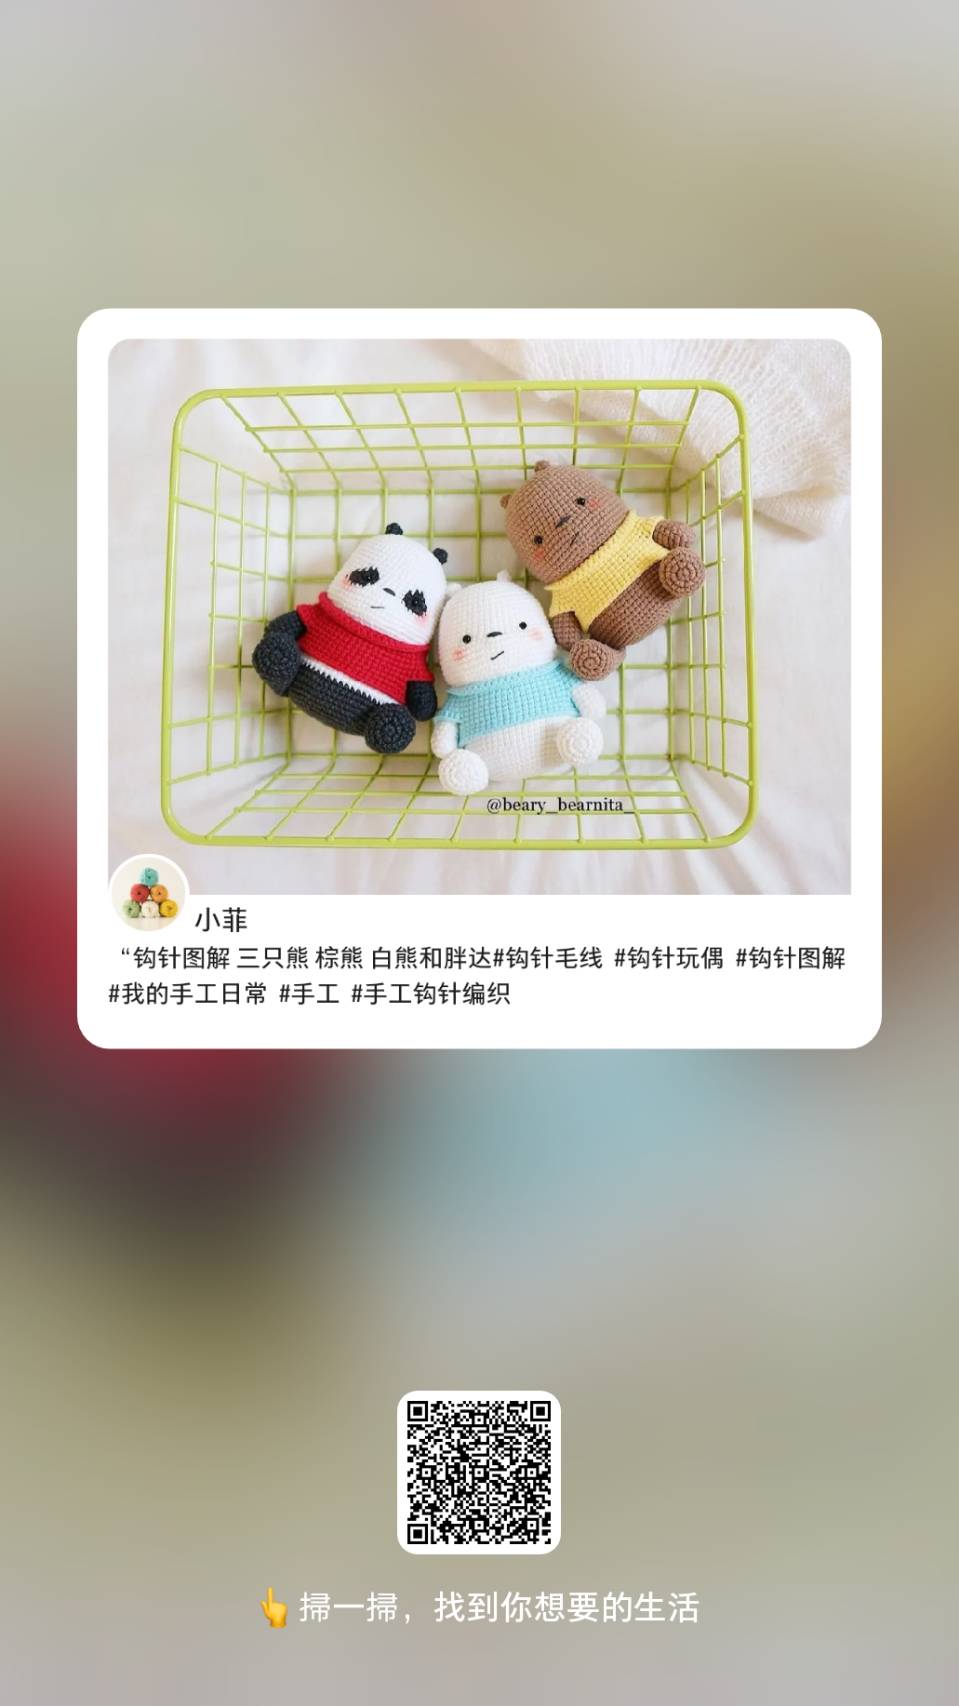 @beary_bearnita_
小菲
“钩针图解 三只熊 棕熊 白熊和胖达#钩针毛线 #钩针玩偶 #钩针图解
#我的手工日常 #手工 #手工钩针编织
👆 掃一掃，找到你想要的生活